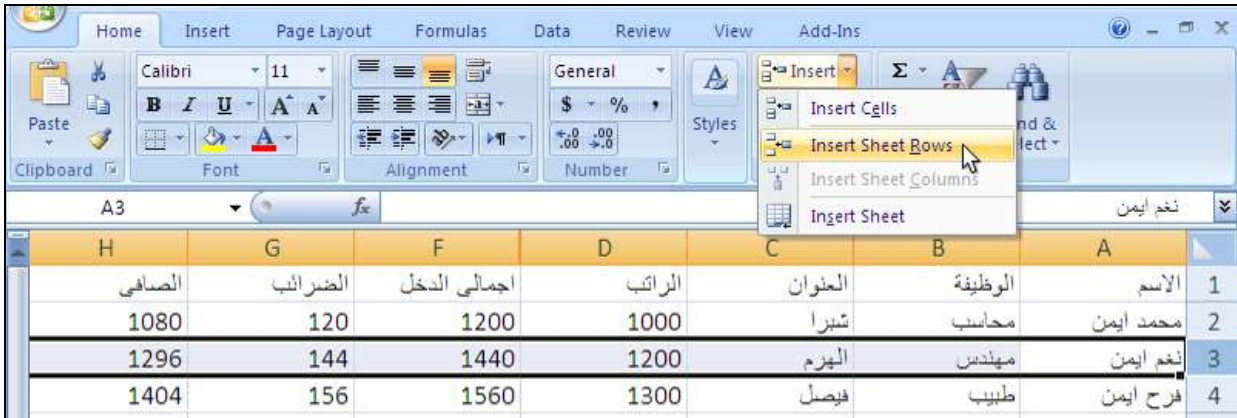 Home Insert Page Layout Formulas Data Review View Add-Ins
Calibri 11 General Insert Σ
Insert Cells
B I U A A $ % ,
Paste Styles nd &
Insert Sheet Rows lect
A .00 .00
Insert Sheet Columns
Clipboard Font Alignment Number
Insert Sheet
A3 fx نغم ايمن
H G F D C B A
1 الاسم الوظيفة العنوان الراتب اجمالى الدخل الضرائب الصافى
2 محمد ايمن محاسب شبرا 1000 1200 120 1080
3 نغم ايمن مهندس الهرم 1200 1440 144 1296
4 فرح ايمن طبيب فيصل 1300 1560 156 1404